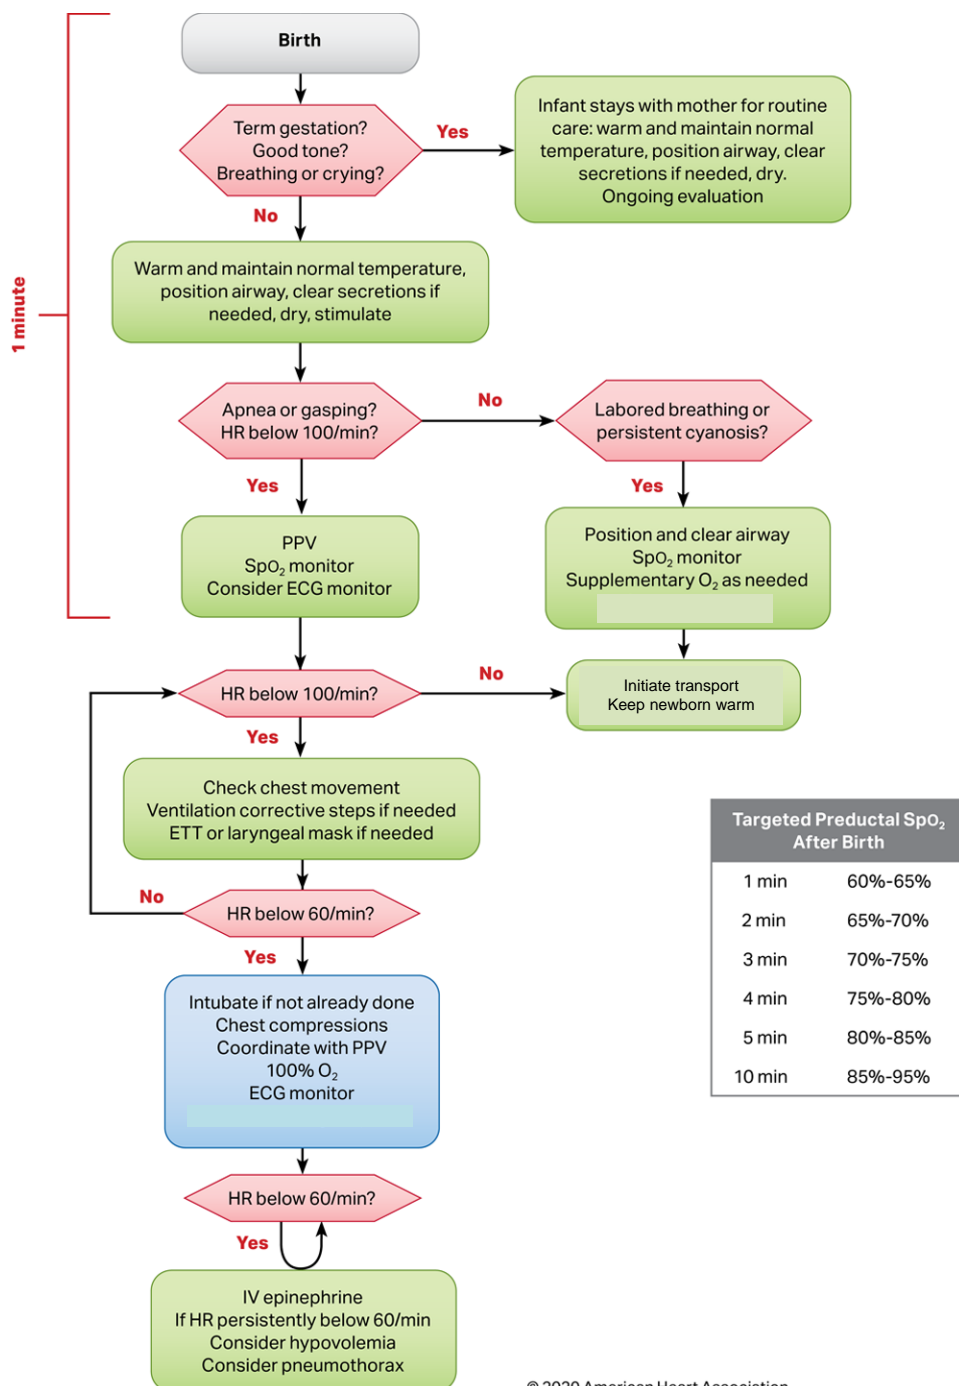 Birth
Term gestation?
Good tone?
Breathing or crying?
Yes
Infant stays with mother for routine
care: warm and maintain normal
temperature, position airway, clear
secretions if needed, dry.
Ongoing evaluation
No
1 minute
Warm and maintain normal temperature,
position airway, clear secretions if
needed, dry, stimulate
Apnea or gasping?
HR below 100/min?
No
Labored breathing or
persistent cyanosis?
Yes
Yes
PPV
SpO₂ monitor
Consider ECG monitor
Position and clear airway
SpO₂ monitor
Supplementary O₂ as needed
HR below 100/min?
No
Initiate transport
Keep newborn warm
Yes
Check chest movement
Ventilation corrective steps if needed
ETT or laryngeal mask if needed
No
HR below 60/min?
Yes
Intubate if not already done
Chest compressions
Coordinate with PPV
100% O₂
ECG monitor
HR below 60/min?
Yes
IV epinephrine
If HR persistently below 60/min
Consider hypovolemia
Consider pneumothorax
Targeted Preductal SpO₂
After Birth
1 min 60%-65%
2 min 65%-70%
3 min 70%-75%
4 min 75%-80%
5 min 80%-85%
10 min 85%-95%
© 2020 American Heart Association